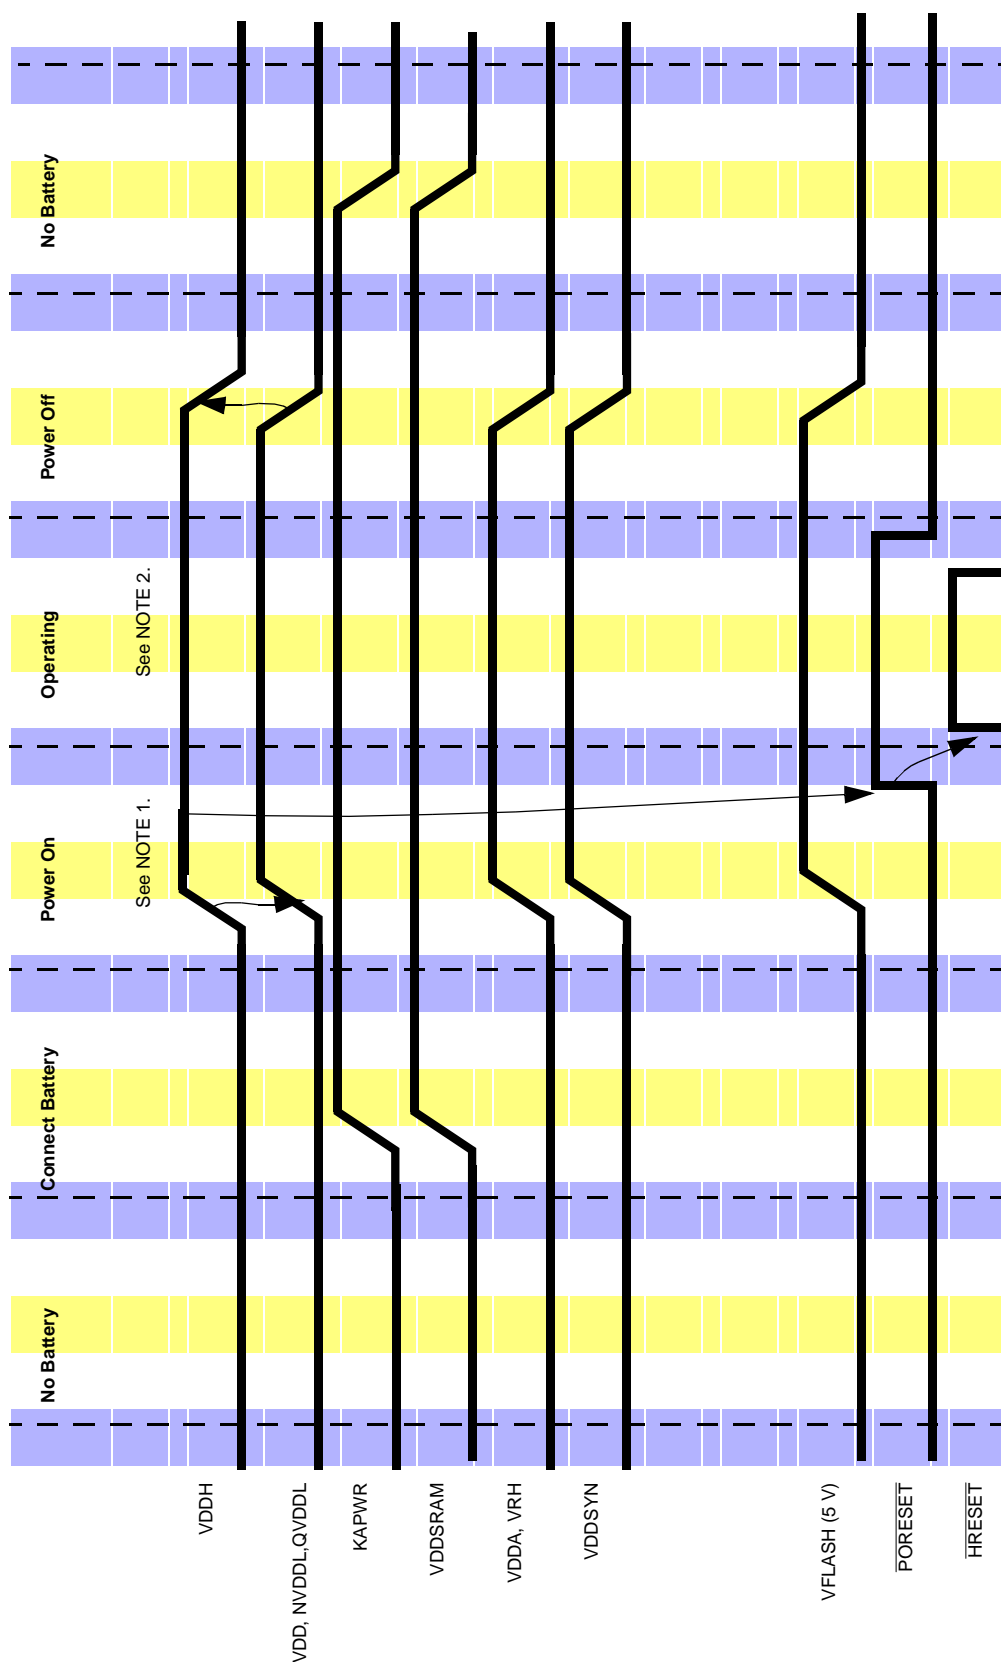 No Battery
Connect Battery
Power On
Operating
Power Off
No Battery
See NOTE 1.
See NOTE 2.
VDDH
VDD, NVDDL,QVDDL
KAPWR
VDDSRAM
VDDA, VRH
VDDSYN
VFLASH (5 V)
PORESET
HRESET